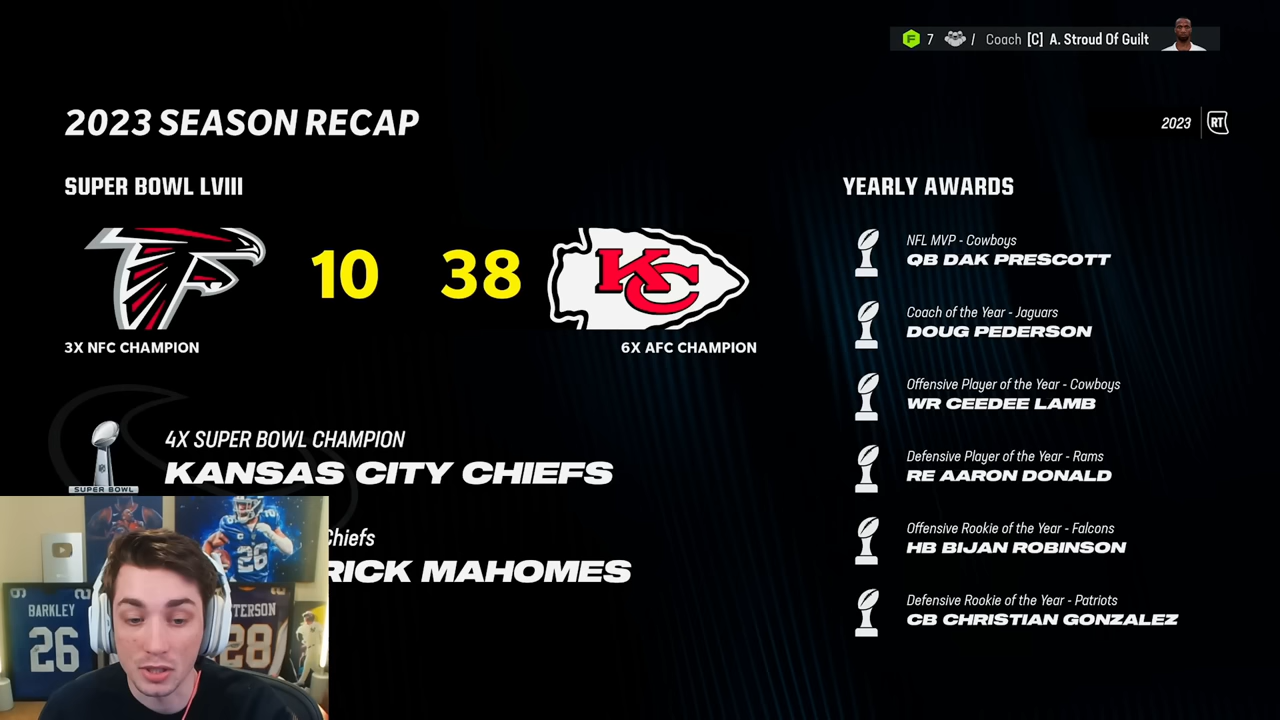 7 / Coach [C] A. Stroud Of Guilt
2023 SEASON RECAP
2023 RT
SUPER BOWL LVIII
10 38
KC
3X NFC CHAMPION
6X AFC CHAMPION
4X SUPER BOWL CHAMPION
KANSAS CITY CHIEFS
SUPER BOWL
Chiefs
RICK MAHOMES
YEARLY AWARDS
NFL MVP - Cowboys
QB DAK PRESCOTT
Coach of the Year - Jaguars
DOUG PEDERSON
Offensive Player of the Year - Cowboys
WR CEEDEE LAMB
Defensive Player of the Year - Rams
RE AARON DONALD
Offensive Rookie of the Year - Falcons
HB BIJAN ROBINSON
Defensive Rookie of the Year - Patriots
CB CHRISTIAN GONZALEZ
26
BARKLEY
26
TERSON
28